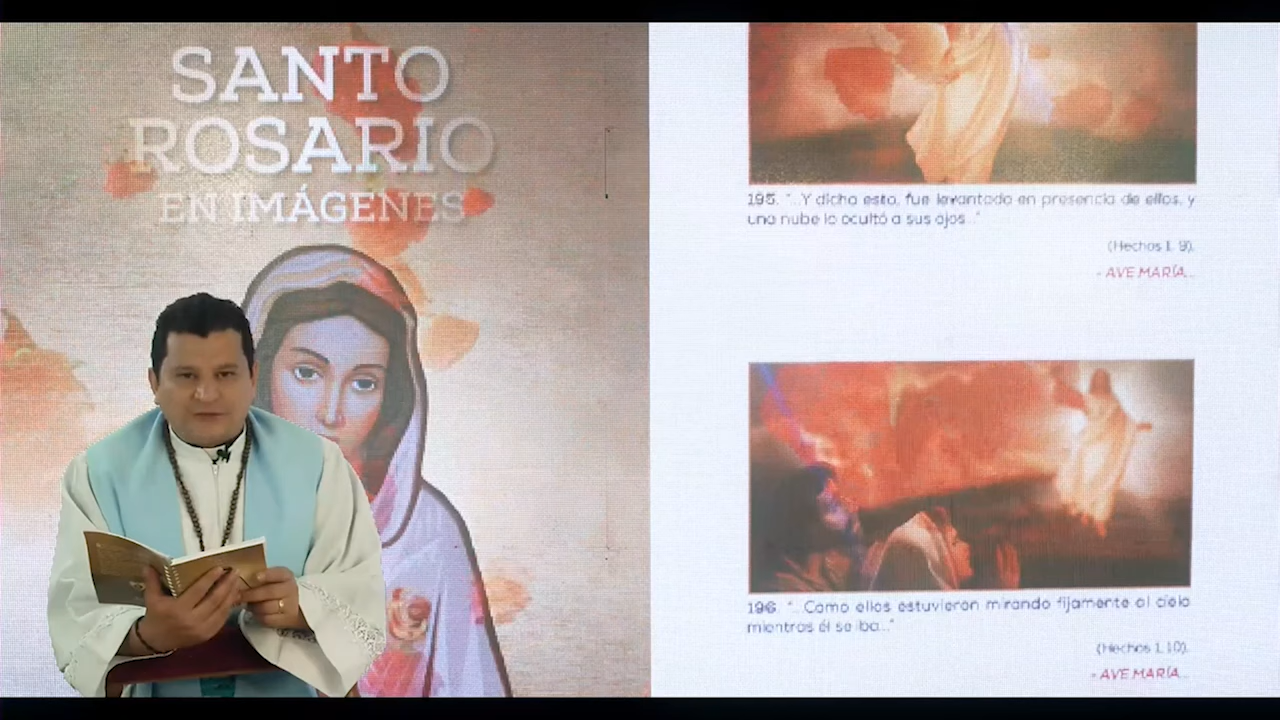 SANTO
ROSARIO
EN IMÁGENES
195. "...Y dicho esto, fue levantado en presencia de ellos, y
una nube lo ocultó a sus ojos..."
(Hechos 1, 9).
- AVE MARÍA...
196. "...Como ellos estuvieron mirando fijamente al cielo
mientras él se iba..."
(Hechos 1,10).
- AVE MARÍA...